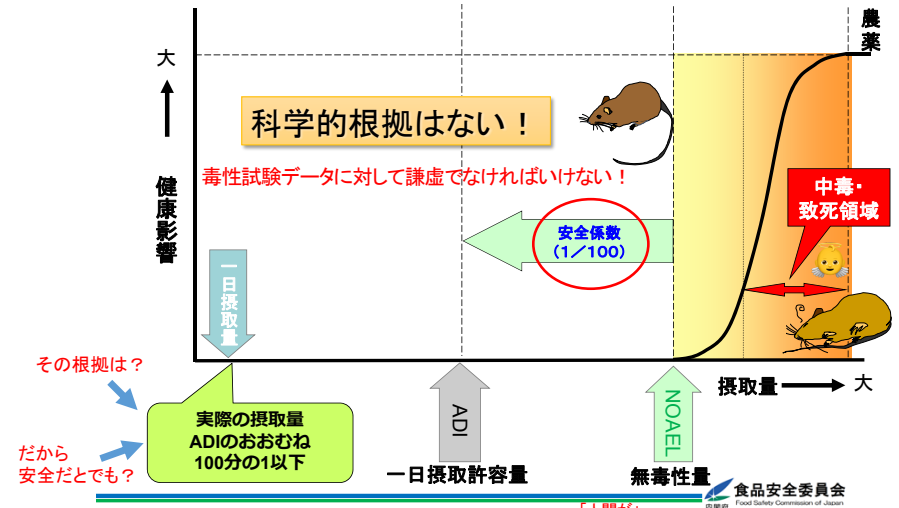 農薬
大
科学的根拠はない！
毒性試験データに対して謙虚でなければいけない！
健康影響
中毒・
致死領域
安全係数
（１／１００）
一日摂取量
その根拠は？
実際の摂取量
ADIのおおむね
100分の1以下
だから
安全だとでも？
ADI
一日摂取許容量
NOAEL
無毒性量
摂取量
大
食品安全委員会
Food Safety Commission of Japan